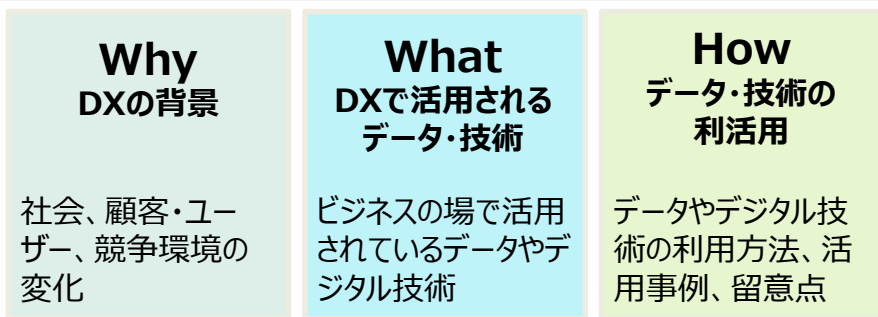 Why
DXの背景
社会、顧客・ユー
ザー、競争環境の
変化
What
DXで活用される
データ・技術
ビジネスの場で活用
されているデータやデ
ジタル技術
How
データ・技術の
利活用
データやデジタル技
術の利用方法、活
用事例、留意点